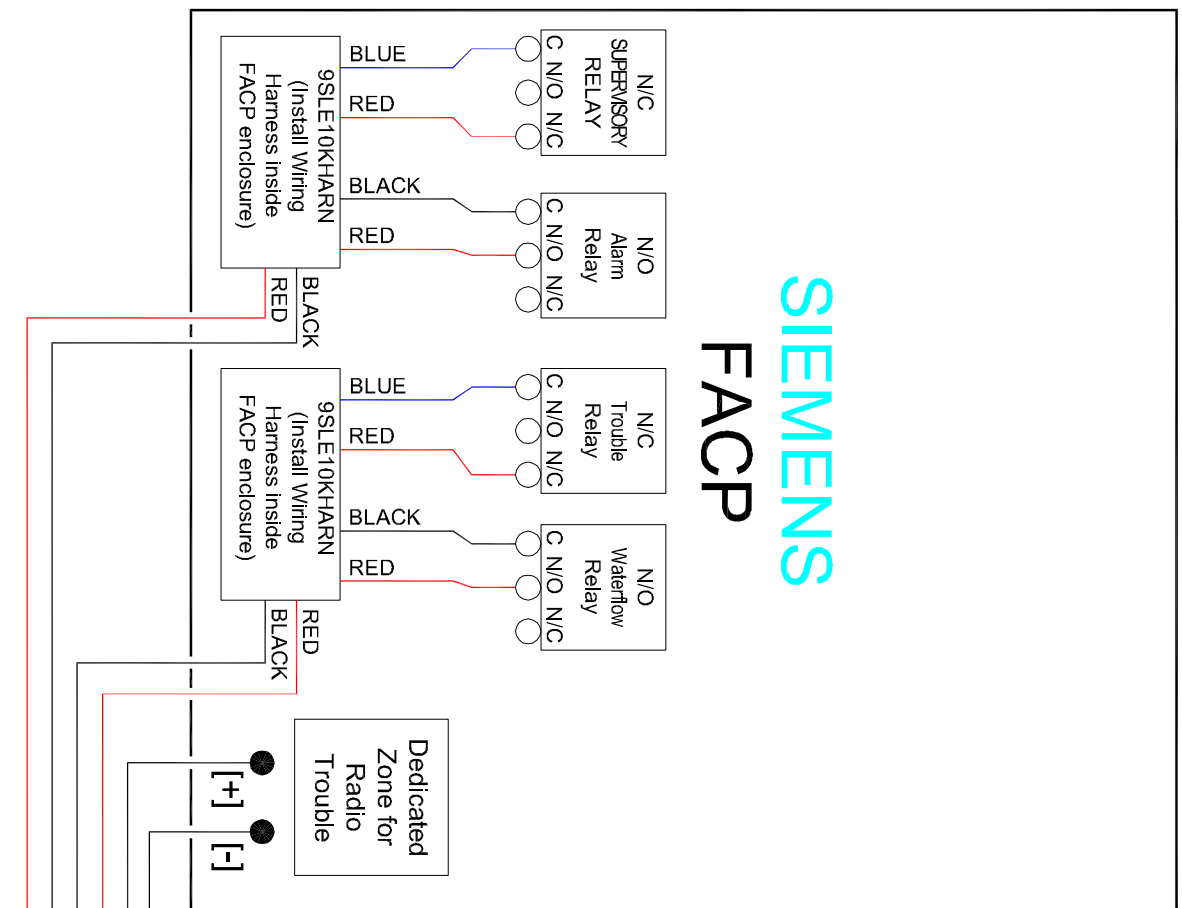 SIEMENS
FACP
BLUE
RED
BLACK
RED
9SLE10KHARN
(Install Wiring
Harness inside
FACP enclosure)
BLACK
RED
N/C
SUPERVISORY
RELAY
C N/O N/C
N/O
Alarm
Relay
C N/O N/C
BLUE
RED
BLACK
RED
9SLE10KHARN
(Install Wiring
Harness inside
FACP enclosure)
RED
BLACK
N/C
Trouble
Relay
C N/O N/C
N/O
Waterflow
Relay
C N/O N/C
Dedicated
Zone for
Radio
Trouble
[+]
[-]